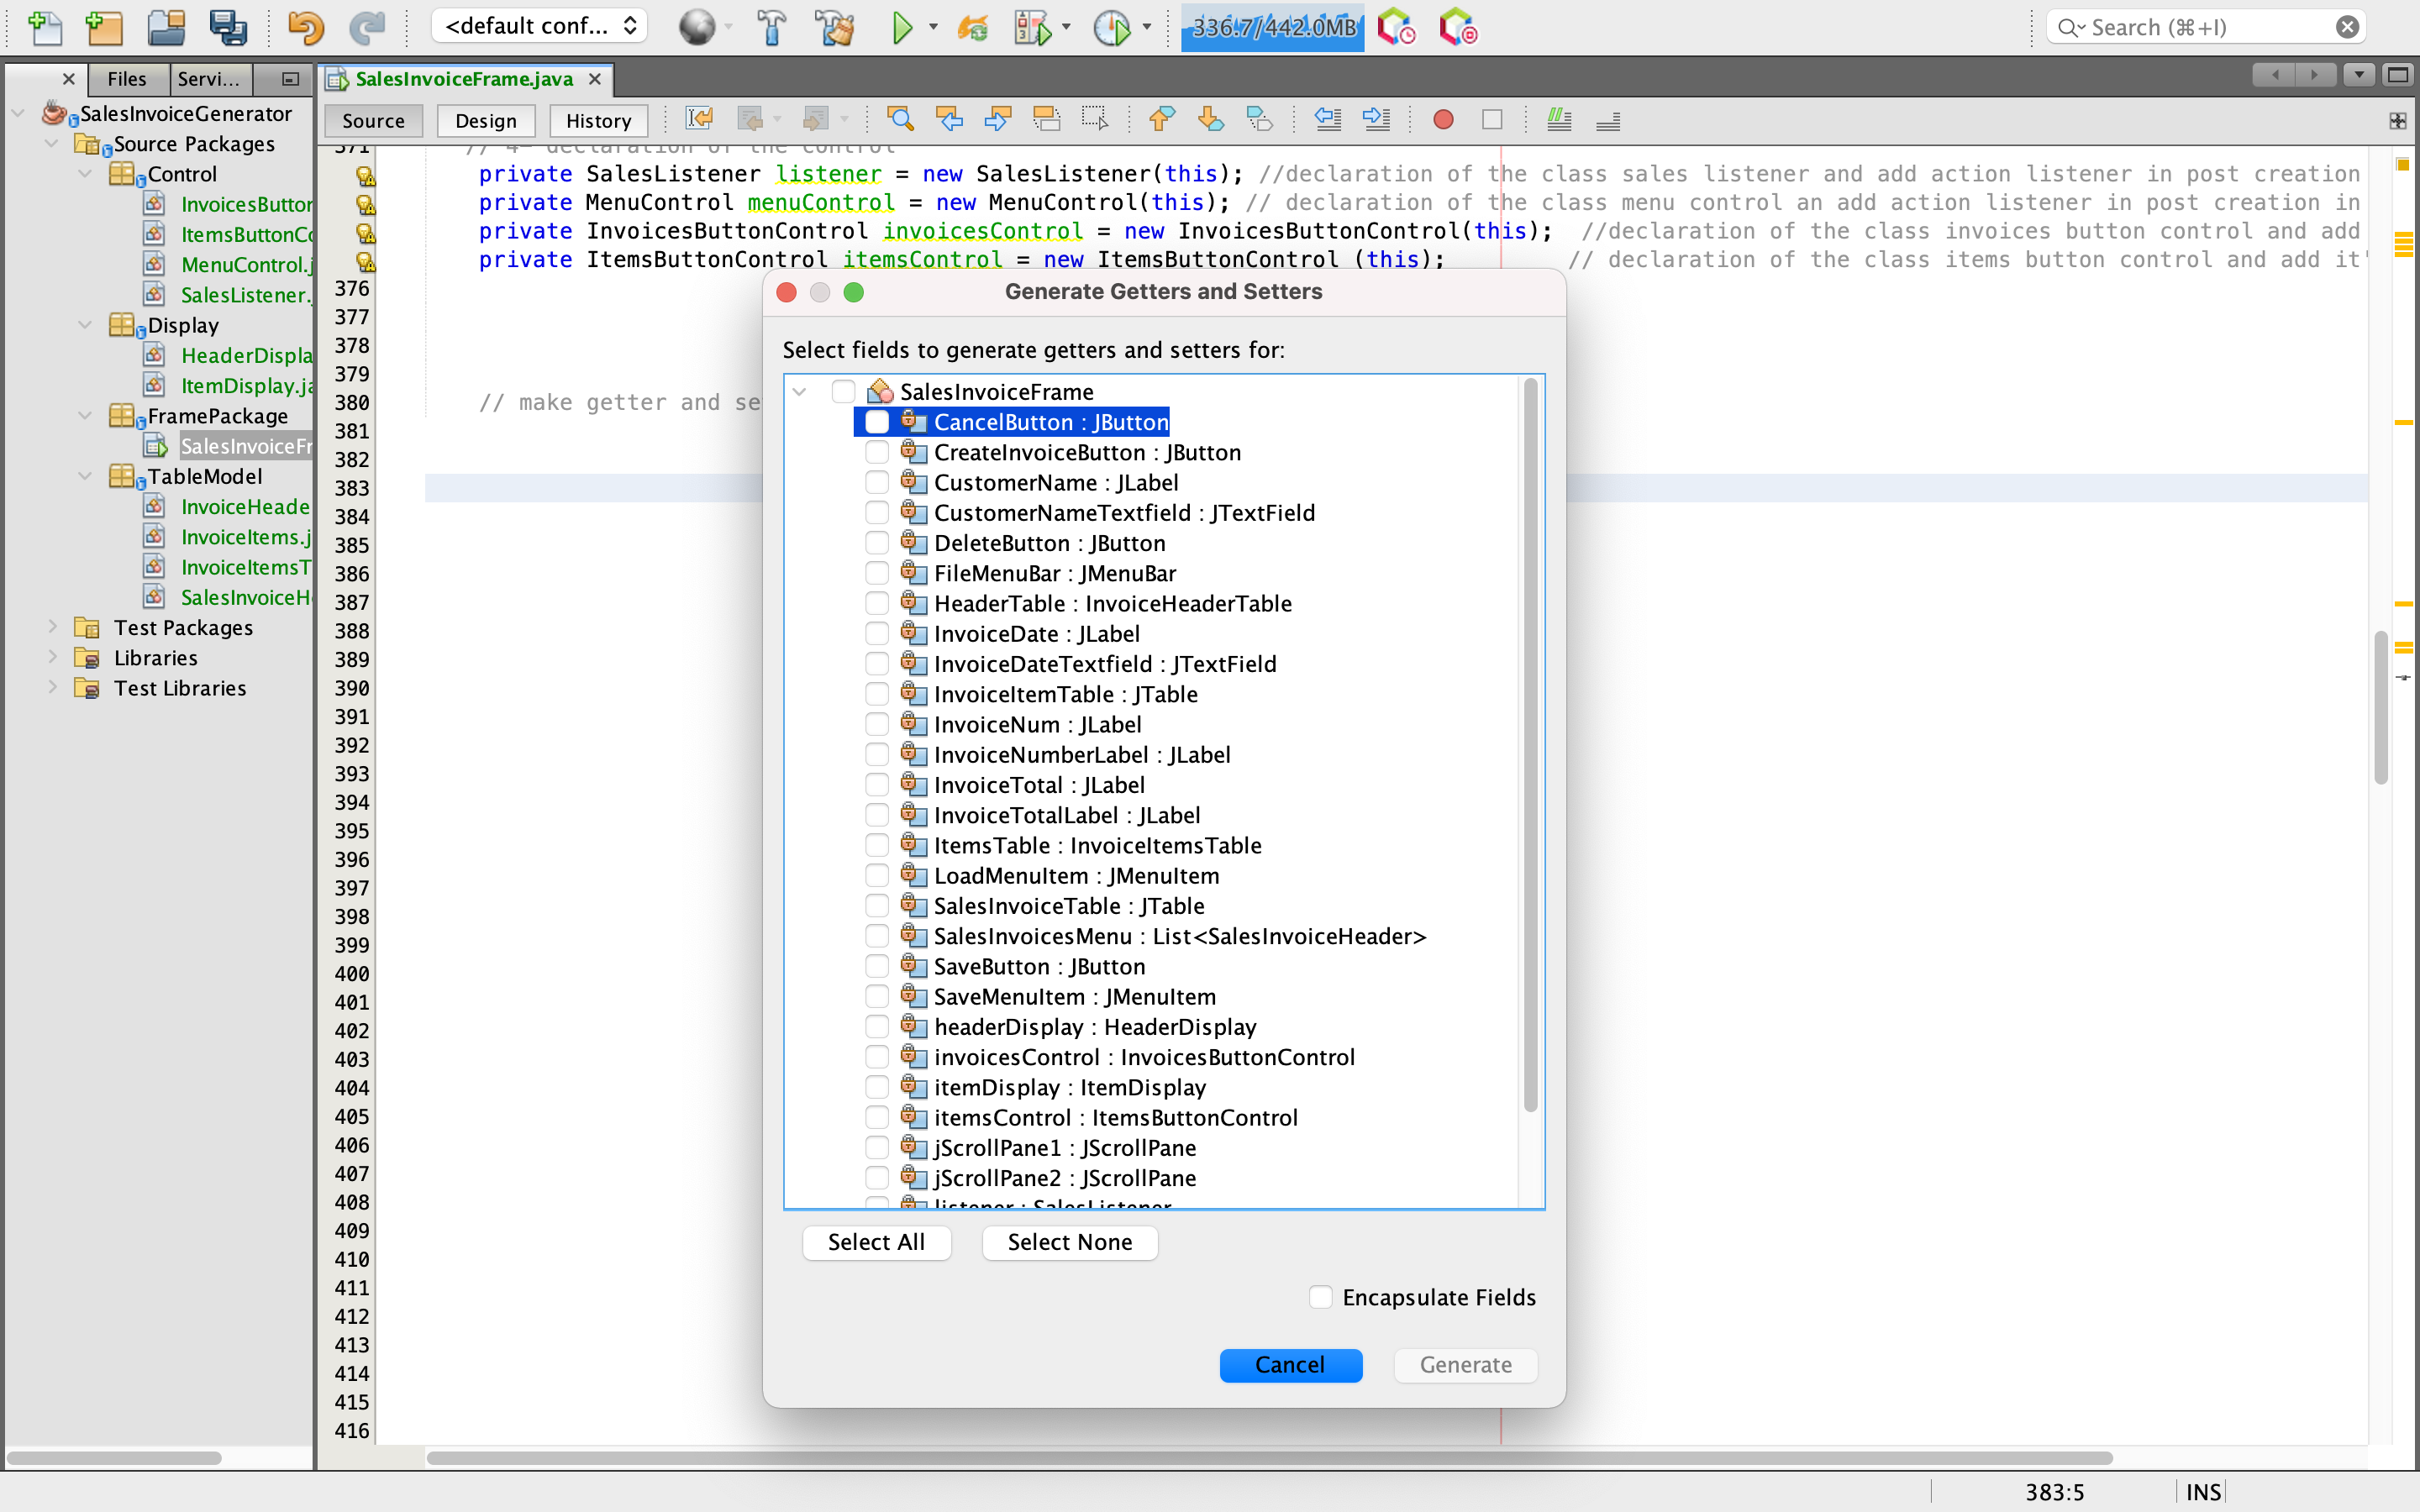 <default conf...
336.7/442.0MB
Search (⌘+I)
Files
Servi...
SalesInvoiceFrame.java
Source
Design
History
SalesInvoiceGenerator
Source Packages
Control
InvoicesButton
ItemsButtonCo
MenuControl.j
SalesListener.
Display
HeaderDispla
ItemDisplay.ja
FramePackage
SalesInvoiceFr
TableModel
InvoiceHeade
InvoiceItems.j
InvoiceItemsT
SalesInvoiceH
Test Packages
Libraries
Test Libraries
371 // 4- declaration of the control
private SalesListener listener = new SalesListener(this); //declaration of the class sales listener and add action listener in post creation
private MenuControl menuControl = new MenuControl(this); // declaration of the class menu control an add action listener in post creation in
private InvoicesButtonControl invoicesControl = new InvoicesButtonControl(this); //declaration of the class invoices button control and add
private ItemsButtonControl itemsControl = new ItemsButtonControl (this); // declaration of the class items button control and add it'
376
377
378
379
380 // make getter and se
381
382
383
384
385
386
387
388
389
390
391
392
393
394
395
396
397
398
399
400
401
402
403
404
405
406
407
408
409
410
411
412
413
414
415
416
Generate Getters and Setters
Select fields to generate getters and setters for:
SalesInvoiceFrame
CancelButton : JButton
CreateInvoiceButton : JButton
CustomerName : JLabel
CustomerNameTextfield : JTextField
DeleteButton : JButton
FileMenuBar : JMenuBar
HeaderTable : InvoiceHeaderTable
InvoiceDate : JLabel
InvoiceDateTextfield : JTextField
InvoiceItemTable : JTable
InvoiceNum : JLabel
InvoiceNumberLabel : JLabel
InvoiceTotal : JLabel
InvoiceTotalLabel : JLabel
ItemsTable : InvoiceItemsTable
LoadMenuItem : JMenuItem
SalesInvoiceTable : JTable
SalesInvoicesMenu : List<SalesInvoiceHeader>
SaveButton : JButton
SaveMenuItem : JMenuItem
headerDisplay : HeaderDisplay
invoicesControl : InvoicesButtonControl
itemDisplay : ItemDisplay
itemsControl : ItemsButtonControl
jScrollPane1 : JScrollPane
jScrollPane2 : JScrollPane
listener : SalesListener
Select All
Select None
Encapsulate Fields
Cancel
Generate
383:5
INS